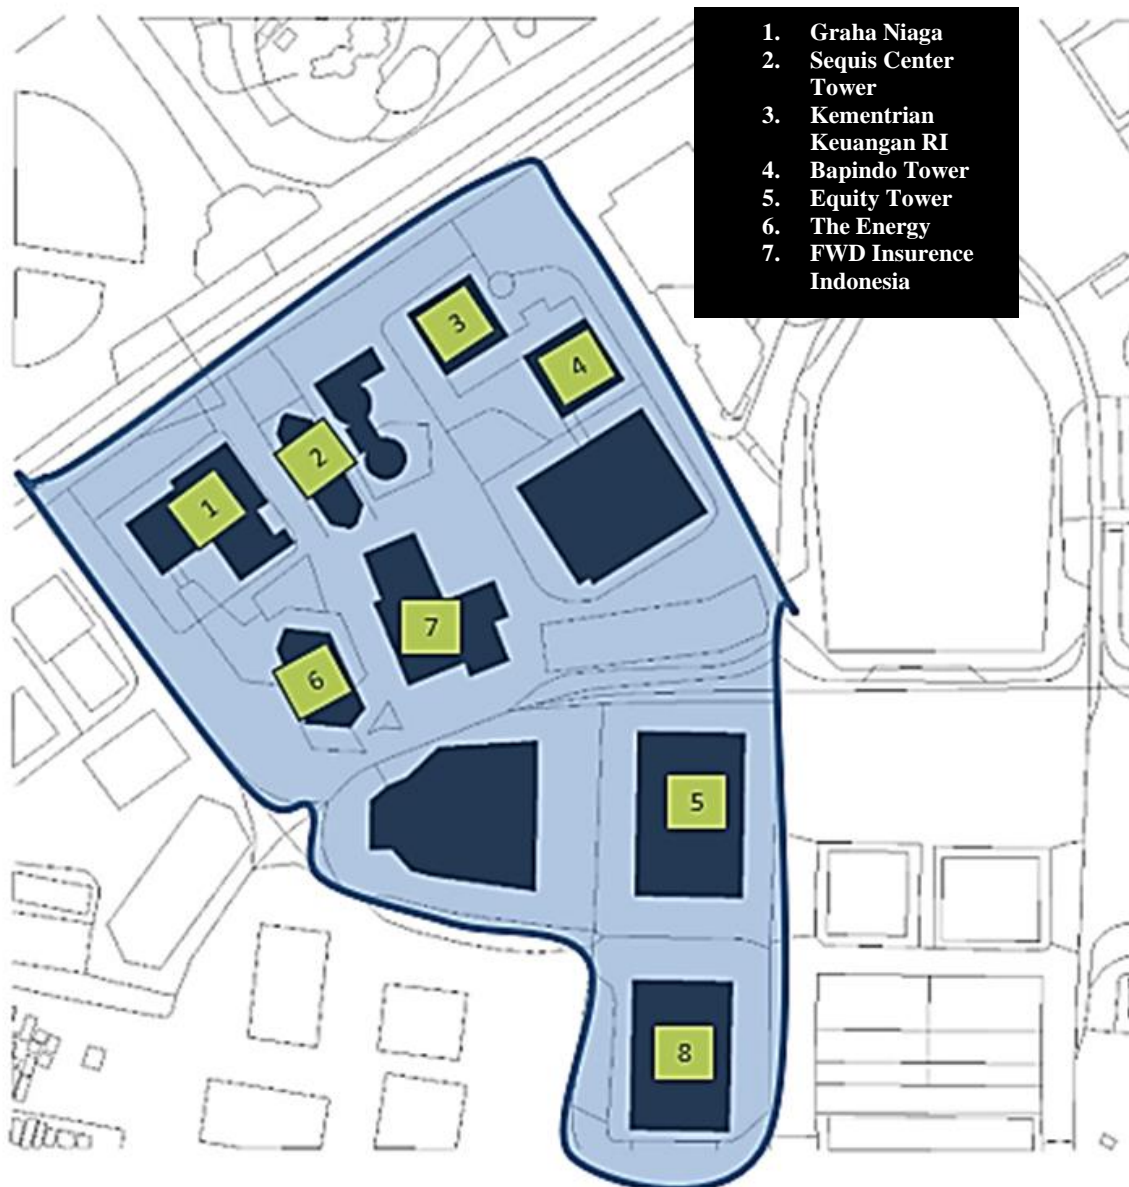 1. Graha Niaga
2. Sequis Center
Tower
3. Kementrian
Keuangan RI
4. Bapindo Tower
5. Equity Tower
6. The Energy
7. FWD Insurence
Indonesia
3
4
2
1
7
6
5
8